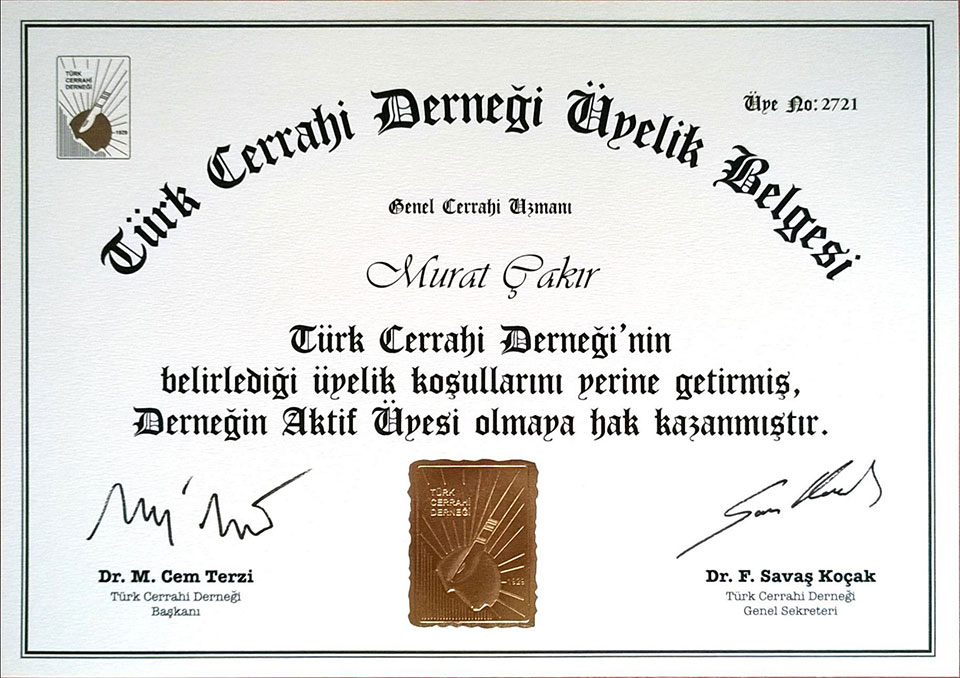 TÜRK
CERRAHİ
DERNEĞİ
1929
Üye No: 2721
Türk Cerrahi Derneği Üyelik Belgesi
Genel Cerrahi Uzmanı
Murat Çakır
Türk Cerrahi Derneği'nin
belirlediği üyelik koşullarını yerine getirmiş,
Derneğin Aktif Üyesi olmaya hak kazanmıştır.
TÜRK
CERRAHİ
DERNEĞİ
1929
Dr. M. Cem Terzi
Türk Cerrahi Derneği
Başkanı
Dr. F. Savaş Koçak
Türk Cerrahi Derneği
Genel Sekreteri